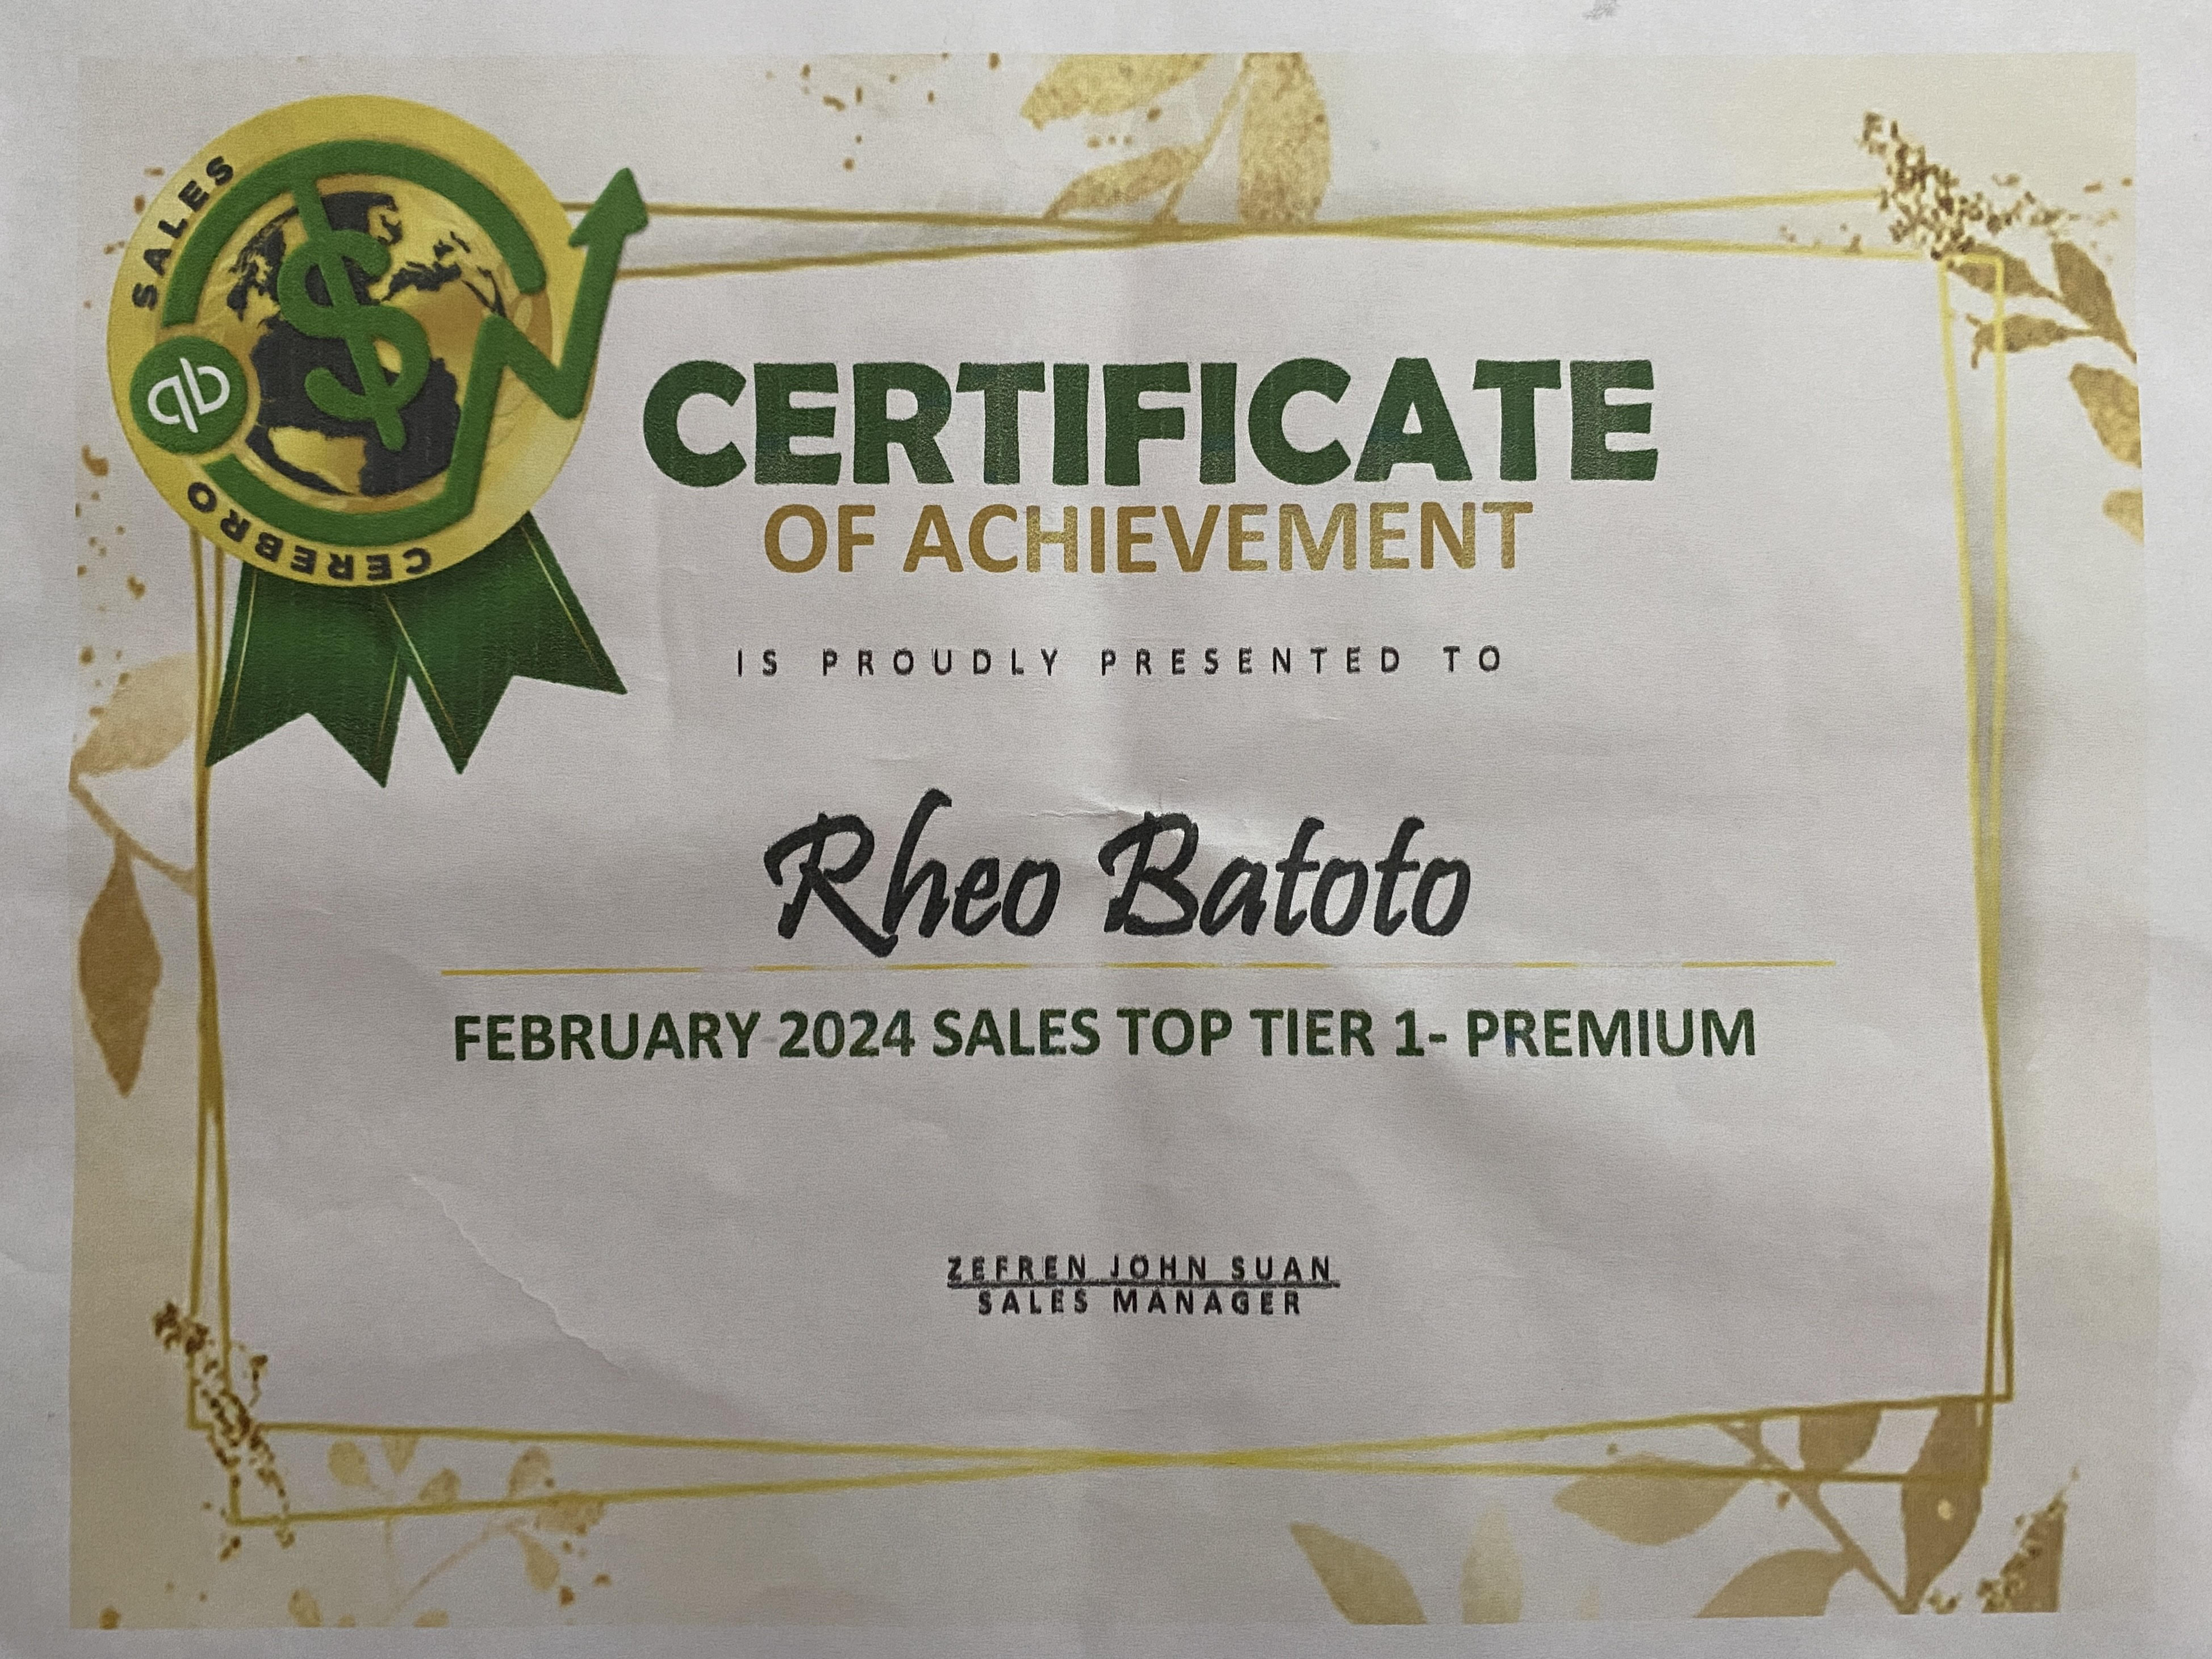 SALES
qb
CEREBRO
CERTIFICATE
OF ACHIEVEMENT
IS PROUDLY PRESENTED TO
Rheo Batoto
FEBRUARY 2024 SALES TOP TIER 1- PREMIUM
ZEFREN JOHN SUAN
SALES MANAGER